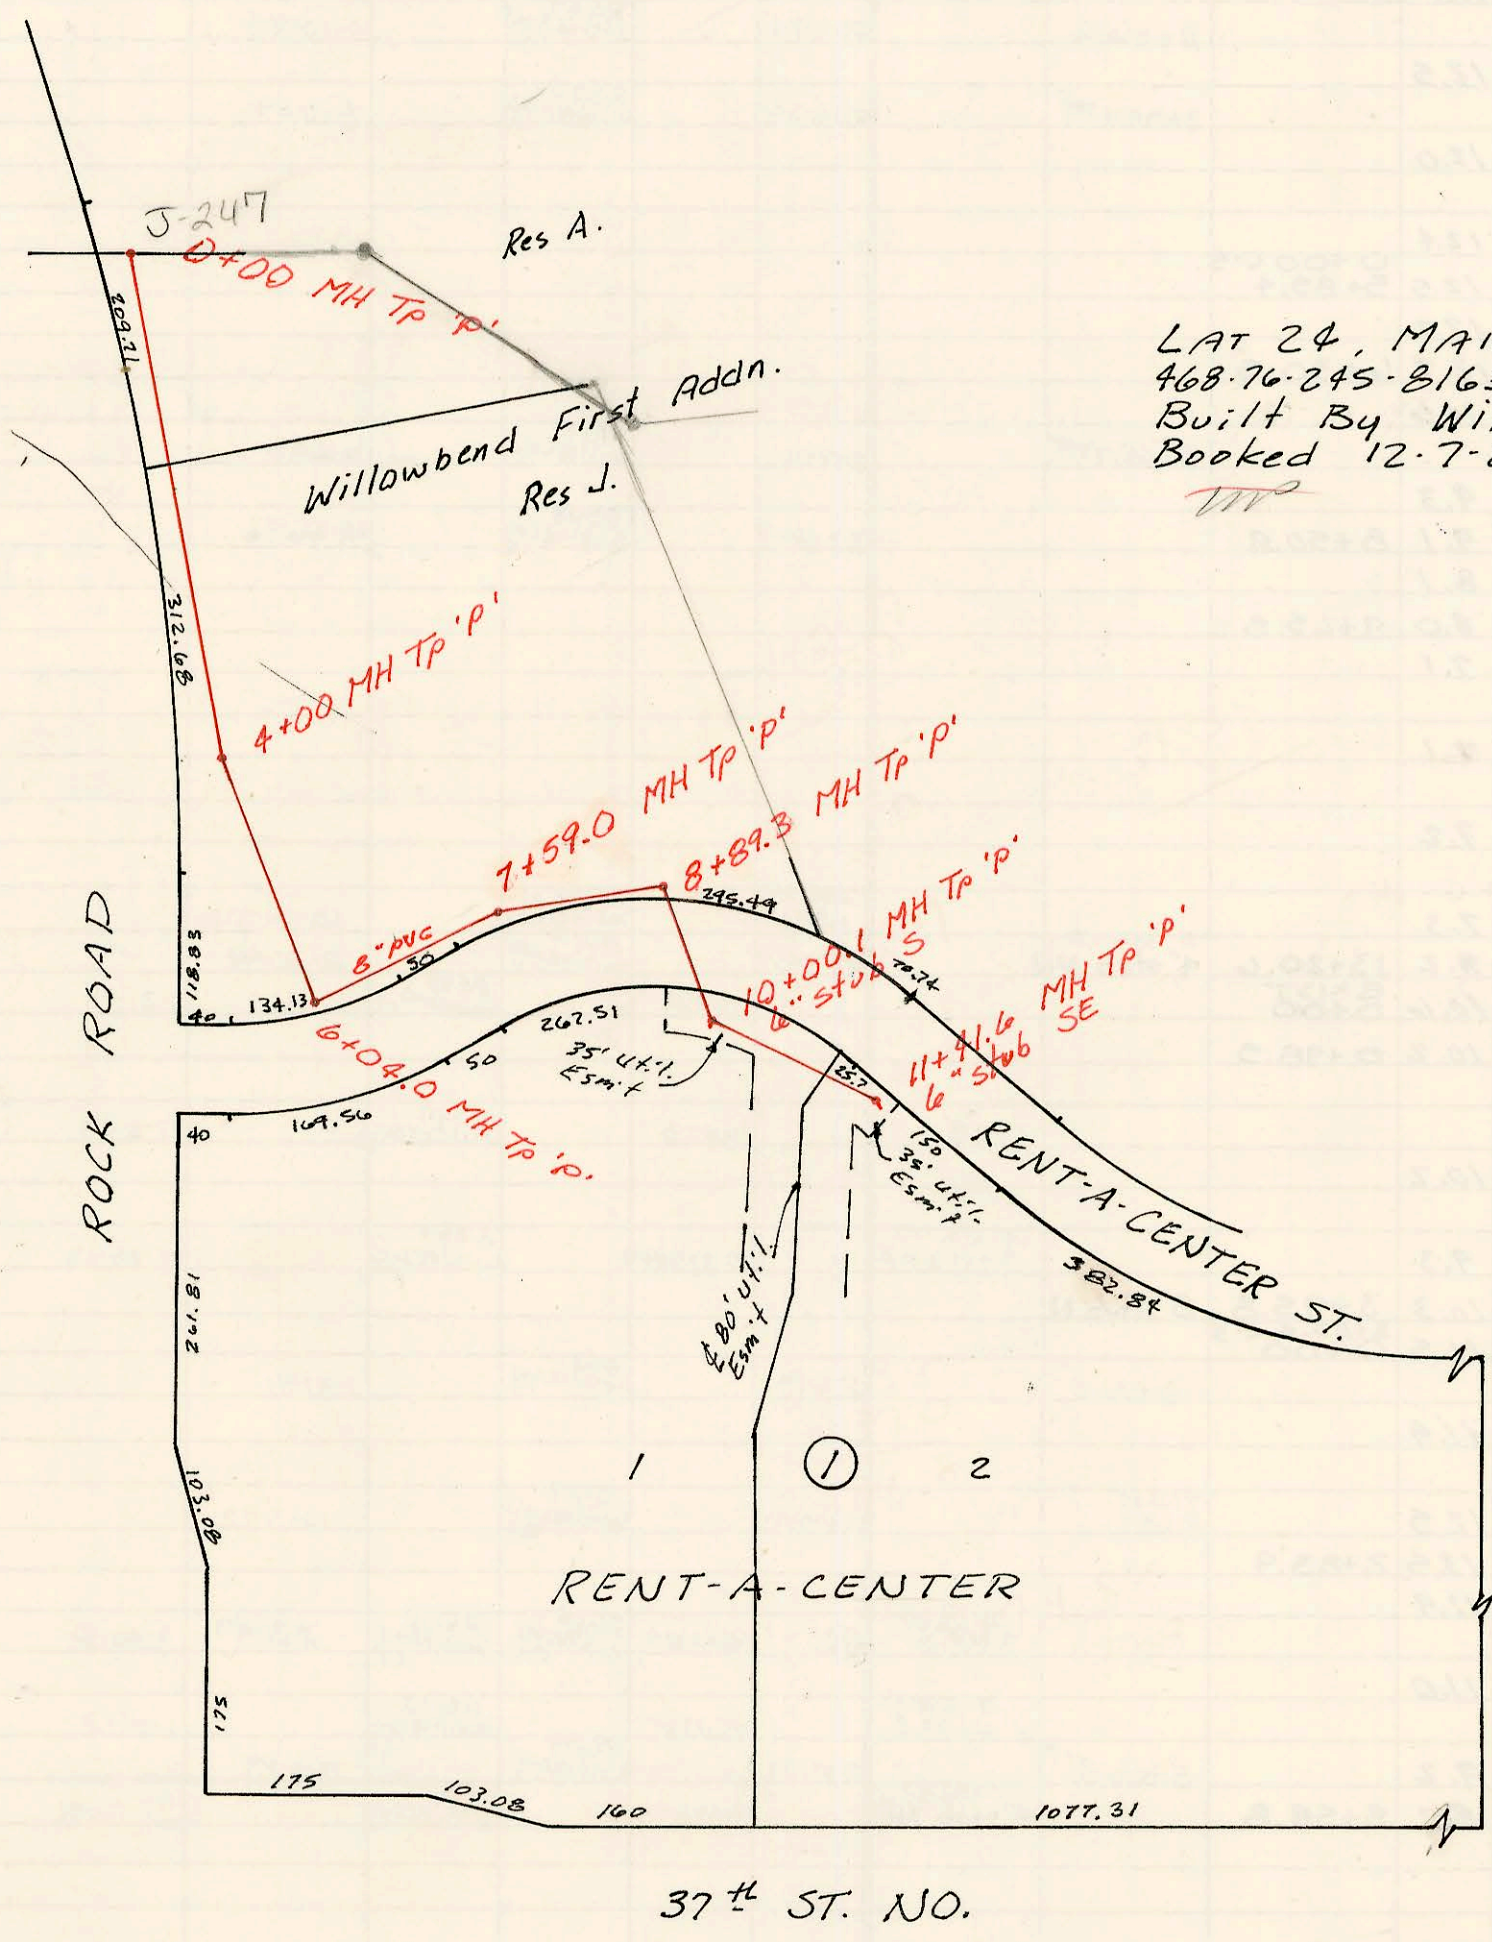 J-247
0+00 MH Tp 'P'
Res A.
209.21
Willowbend First Addn.
Res J.
LAT 24, MAI
468-76-245-816
Built By Wi
Booked 12-7-
312.68
4+00 MH Tp 'P'
7+59.0 MH Tp 'P'
8+89.3 MH Tp 'P'
295.49
10+00.1 MH Tp 'P'
6" Stub S
70.74
11+41.6 MH Tp 'P'
6" Stub SE
8" PVC
50
118.83
40
134.13
6+04.0 MH Tp 'P'
262.51
50
35' Util.
Esm't
25.7
169.56
40
150
35' Util.
Esm't
ROCK ROAD
RENT-A-CENTER ST.
382.84
℄ 80' Util.
Esm't
261.81
103.08
1
1
2
RENT-A-CENTER
175
175
103.08
160
1077.31
37th ST. NO.